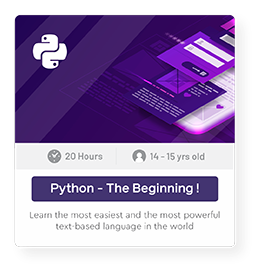 20 Hours
14 - 15 yrs old
Python - The Beginning !
Learn the most easiest and the most powerful
text-based language in the world